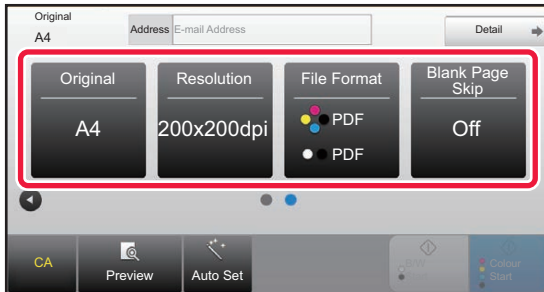 Original
A4
Address E-mail Address
Detail
Original
A4
Resolution
200x200dpi
File Format
PDF
PDF
Blank Page
Skip
Off
CA
Preview
Auto Set
B/W
Start
Colour
Start